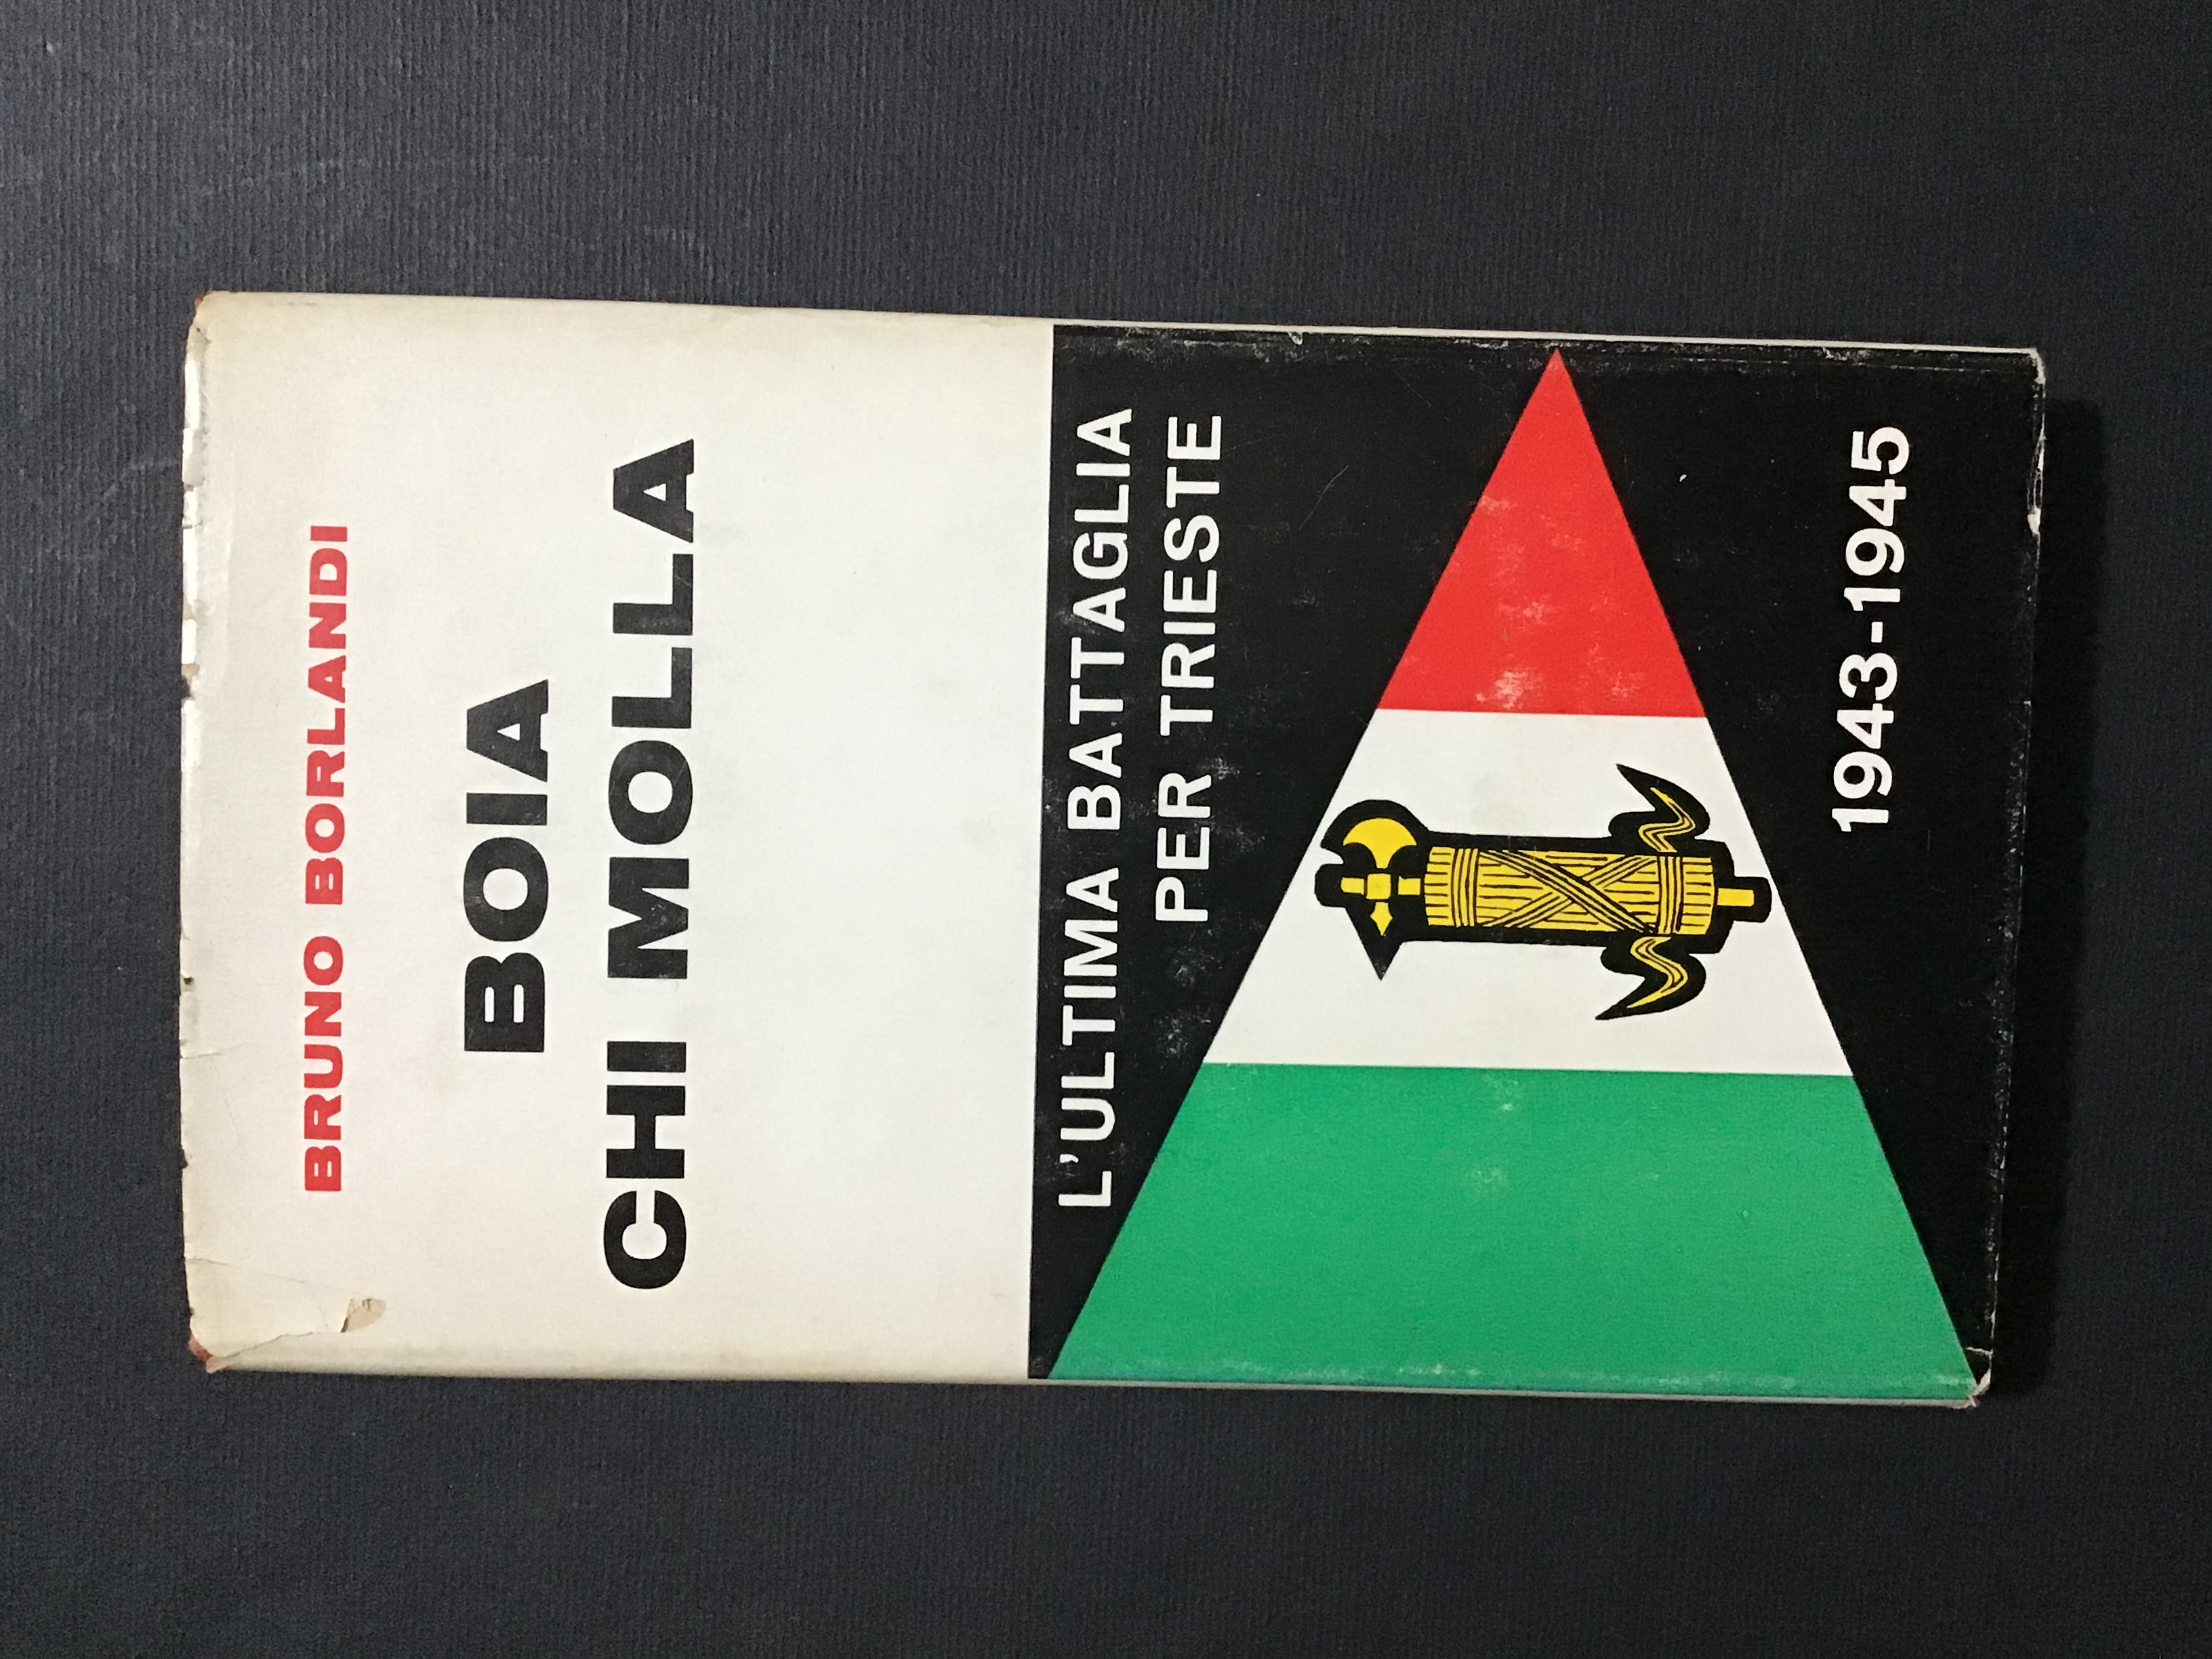 BRUNO BORLANDI
BOIA
CHI MOLLA
L'ULTIMA BATTAGLIA
PER TRIESTE
1943-1945